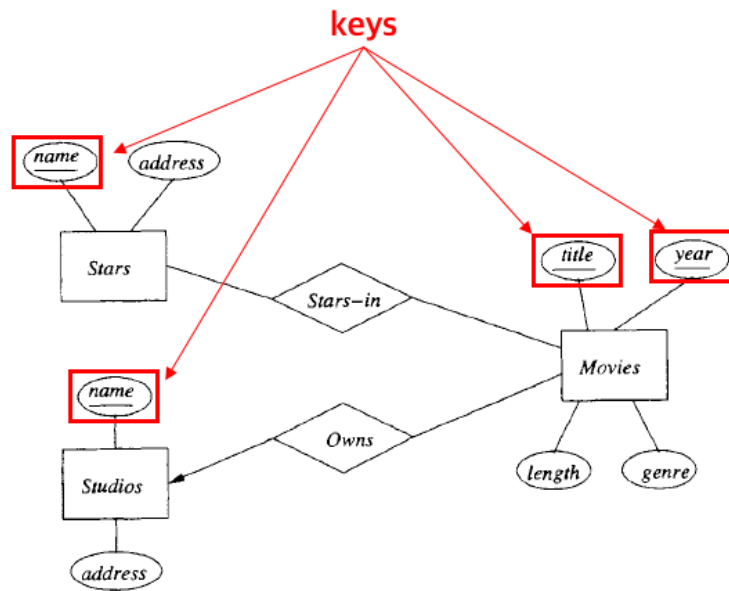 keys
name
address
title
year
Stars
Stars-in
Movies
name
Owns
Studios
length
genre
address